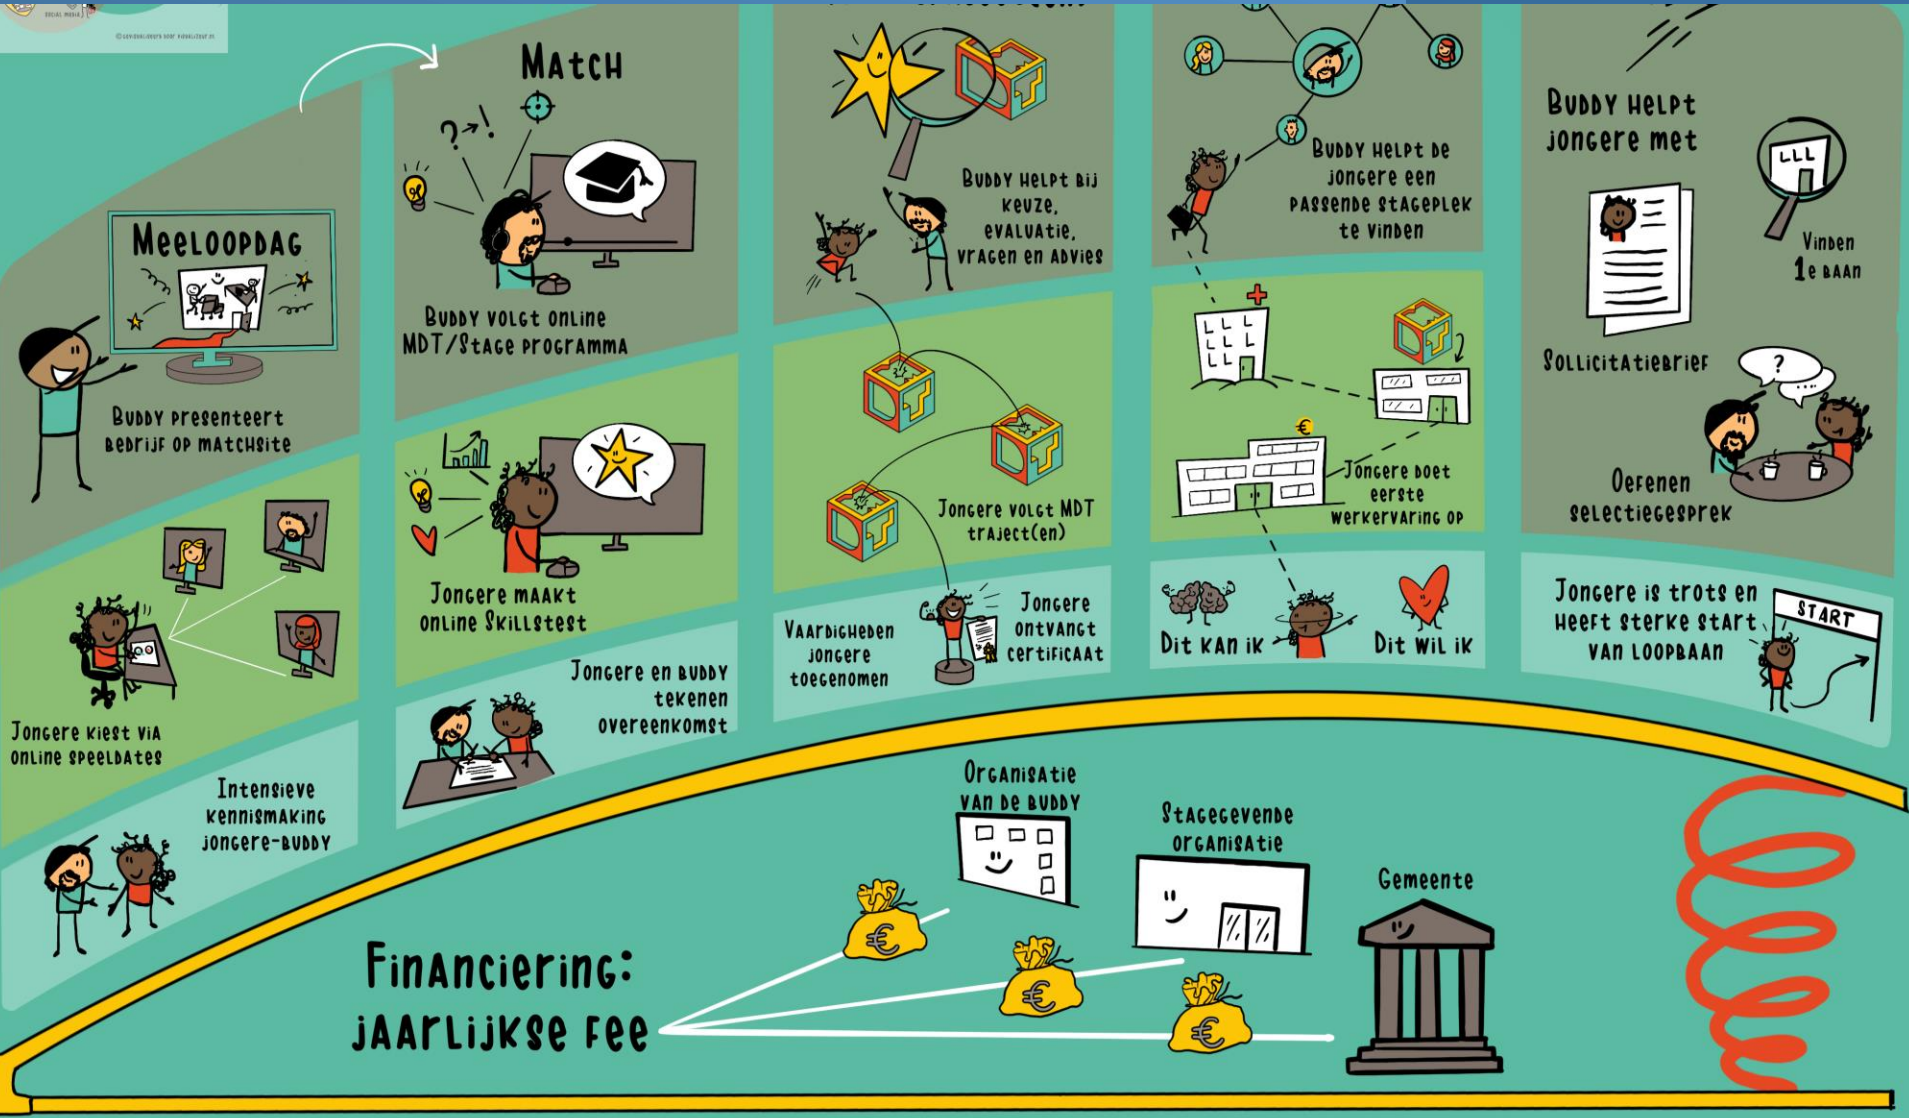 SOCIAL MEDIA
Meeloopdag
Buddy presenteert
bedrijf op matchsite
Jongere kiest via
online speeldates
Intensieve
kennismaking
jongere-buddy
Match
?→!
Buddy volgt online
MDT/Stage programma
Jongere maakt
online Skillstest
Jongere en buddy
tekenen
overeenkomst
Buddy helpt bij
keuze,
evaluatie,
vragen en advies
Jongere volgt MDT
traject(en)
Vaardigheden
jongere
toegenomen
Jongere
ontvangt
certificaat
Buddy helpt de
jongere een
passende stageplek
te vinden
€
Jongere doet
eerste
werkervaring op
Dit kan ik
Dit wil ik
Buddy helpt
jongere met
Vinden
1e baan
Sollicitatiebrief
?
Oefenen
selectiegesprek
Jongere is trots en
heeft sterke start
van loopbaan
START
Financiering:
jaarlijkse fee
Organisatie
van de buddy
Stagegevende
organisatie
Gemeente
€
€
€